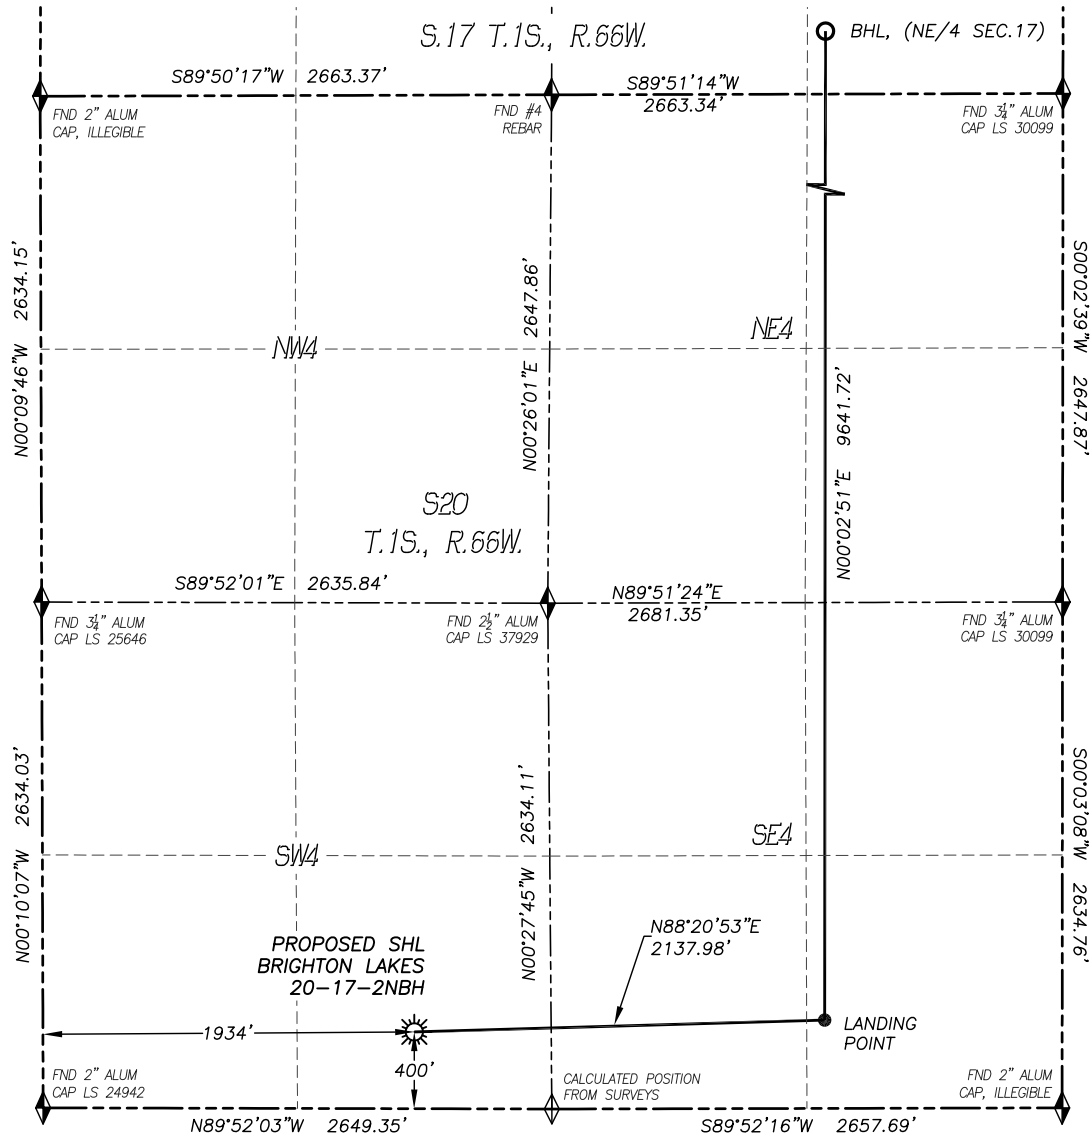 S.17 T.1S., R.66W.
BHL, (NE/4 SEC.17)
S89°50'17"W 2663.37'
S89°51'14"W
2663.34'
FND 2" ALUM
CAP, ILLEGIBLE
FND #4
REBAR
FND 3¼" ALUM
CAP LS 30099
N00°09'46"W 2634.15'
N00°26'01"E 2647.86'
S00°02'39"W 2647.87'
NW4
NE4
N00°02'51"E 9641.72'
S20
T.1S., R.66W.
S89°52'01"E 2635.84'
N89°51'24"E
2681.35'
FND 3¼" ALUM
CAP LS 25646
FND 2½" ALUM
CAP LS 37929
FND 3¼" ALUM
CAP LS 30099
N00°10'07"W 2634.03'
N00°27'45"W 2634.11'
S00°03'08"W 2634.76'
SW4
SE4
N88°20'53"E
2137.98'
PROPOSED SHL
BRIGHTON LAKES
20-17-2NBH
1934'
LANDING
POINT
400'
FND 2" ALUM
CAP LS 24942
CALCULATED POSITION
FROM SURVEYS
FND 2" ALUM
CAP, ILLEGIBLE
N89°52'03"W 2649.35'
S89°52'16"W 2657.69'